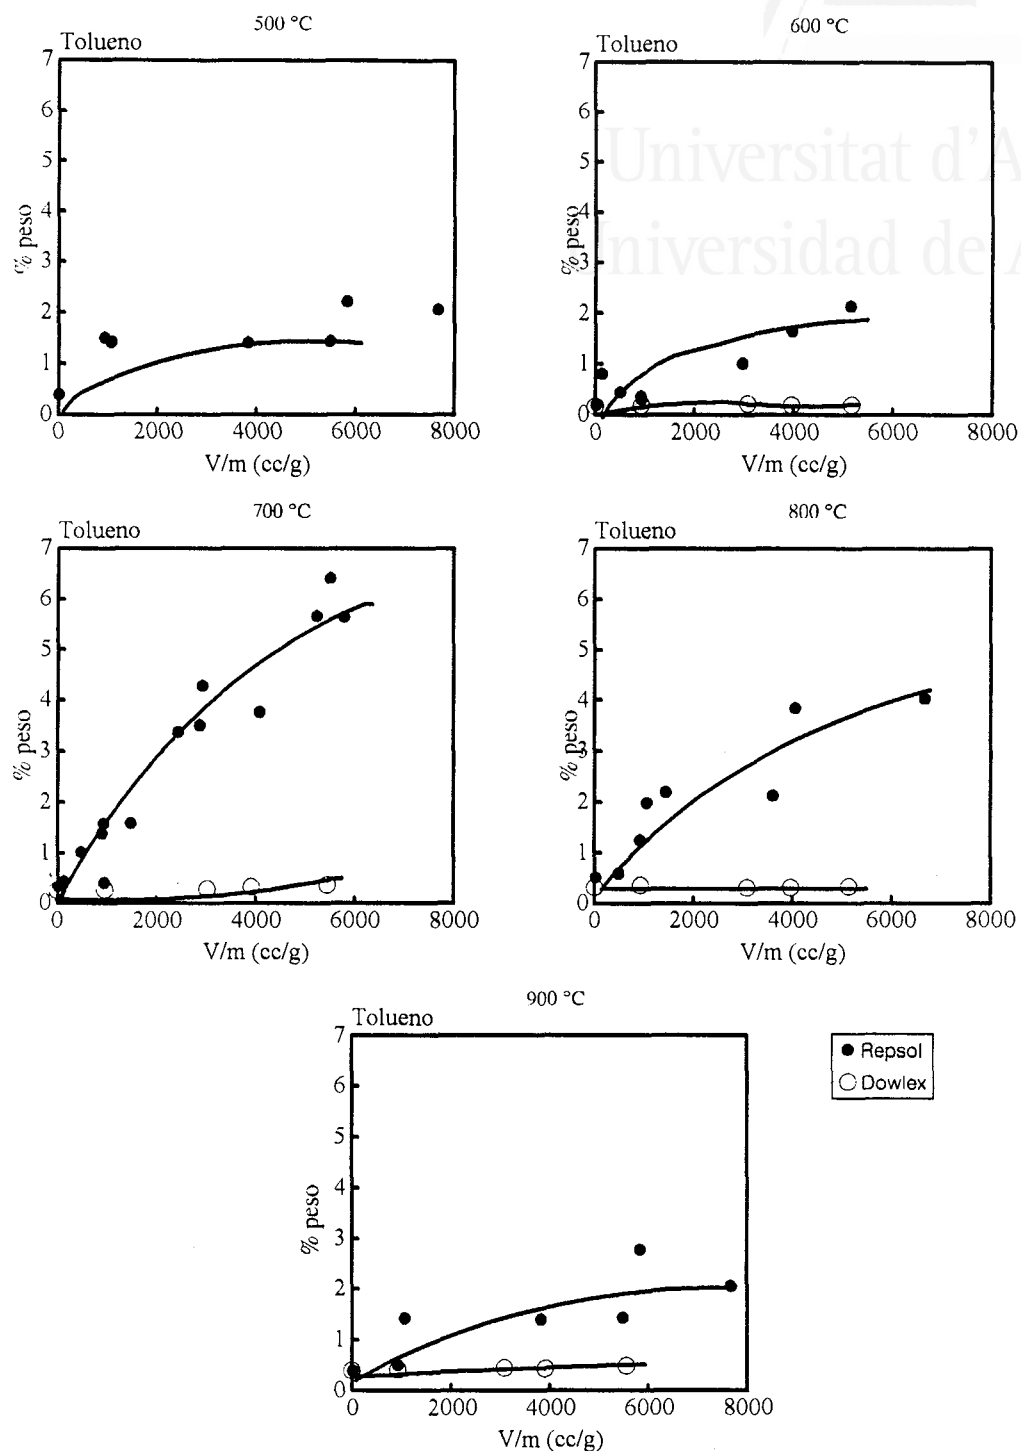 500 °C
Tolueno
7
6
5
4
3
2
1
0
% peso
0 2000 4000 6000 8000
V/m (cc/g)
600 °C
Tolueno
7
6
5
4
3
2
1
0
% peso
0 2000 4000 6000 8000
V/m (cc/g)
Universitat d'A
niversidad de A
700 °C
Tolueno
7
6
5
4
3
2
1
0
% peso
0 2000 4000 6000 8000
V/m (cc/g)
800 °C
Tolueno
7
6
5
4
3
2
1
0
% peso
0 2000 4000 6000 8000
V/m (cc/g)
900 °C
Tolueno
7
6
5
4
3
2
1
0
% peso
0 2000 4000 6000 8000
V/m (cc/g)
Repsol
Dowlex